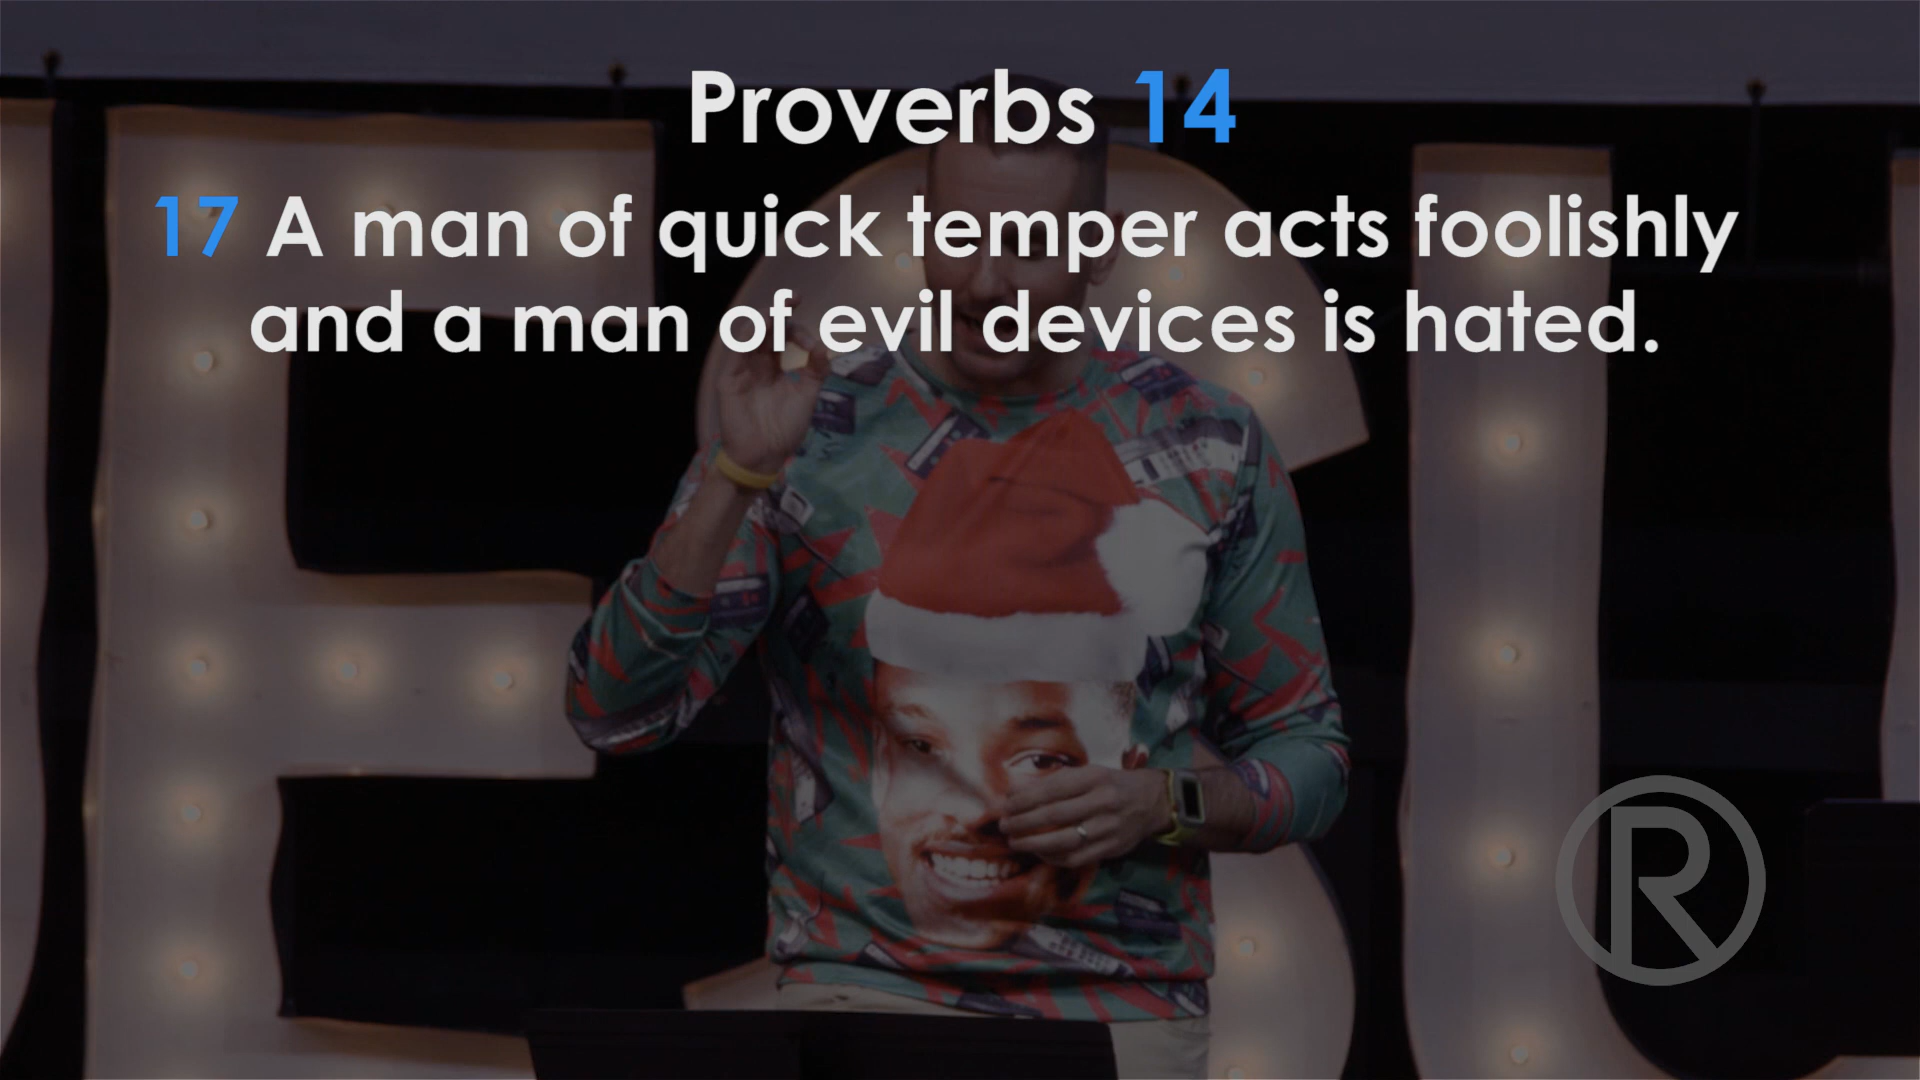 Proverbs 14
17 A man of quick temper acts foolishly
and a man of evil devices is hated.
R